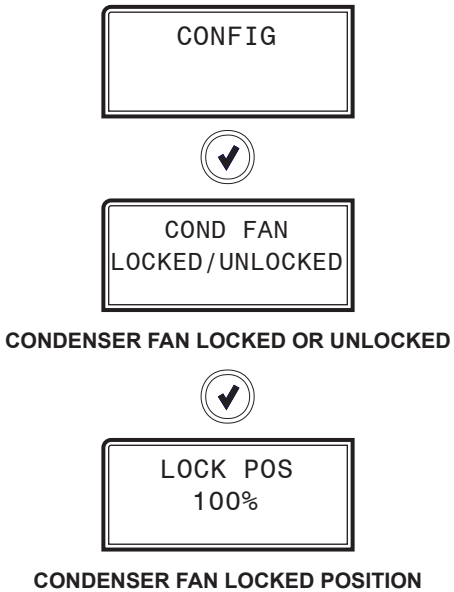 CONFIG
COND FAN
LOCKED/UNLOCKED
CONDENSER FAN LOCKED OR UNLOCKED
LOCK POS
100%
CONDENSER FAN LOCKED POSITION